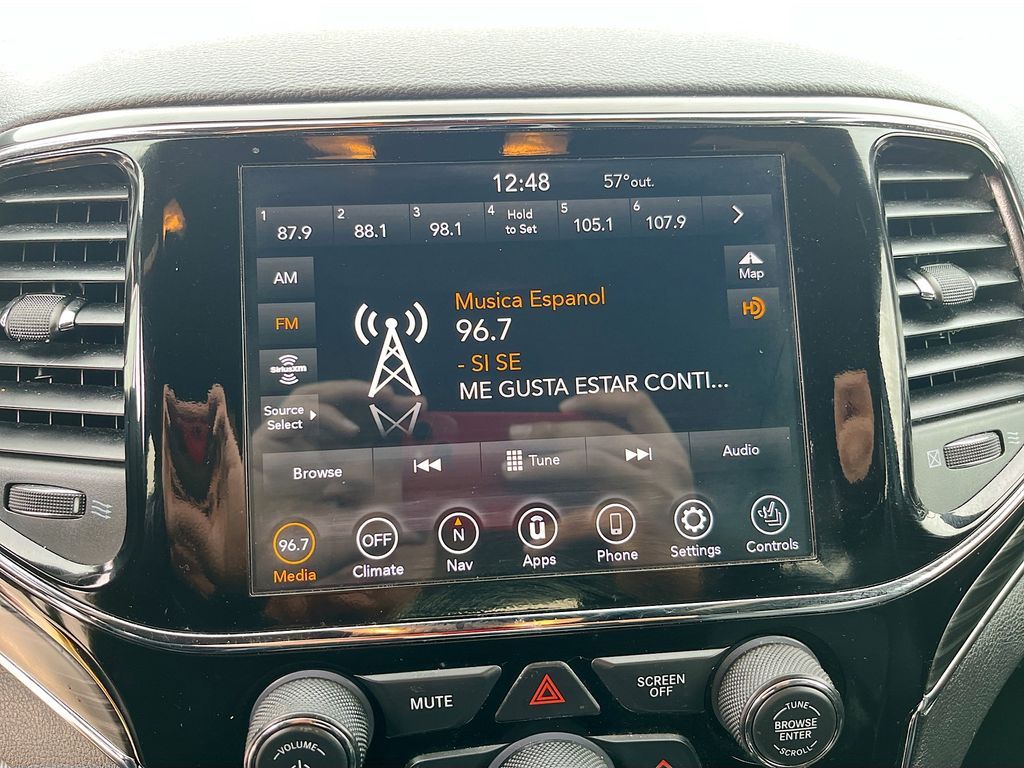 12:48 57°out.
1 87.9 2 88.1 3 98.1 4 Hold to Set 5 105.1 6 107.9
AM
Map
FM
HD
Musica Espanol
96.7
- SI SE
ME GUSTA ESTAR CONTI...
SiriusXM
Source
Select
Browse Tune Audio
96.7 OFF N
Media Climate Nav Apps Phone Settings Controls
MUTE
SCREEN
OFF
VOLUME
TUNE
BROWSE
ENTER
SCROLL